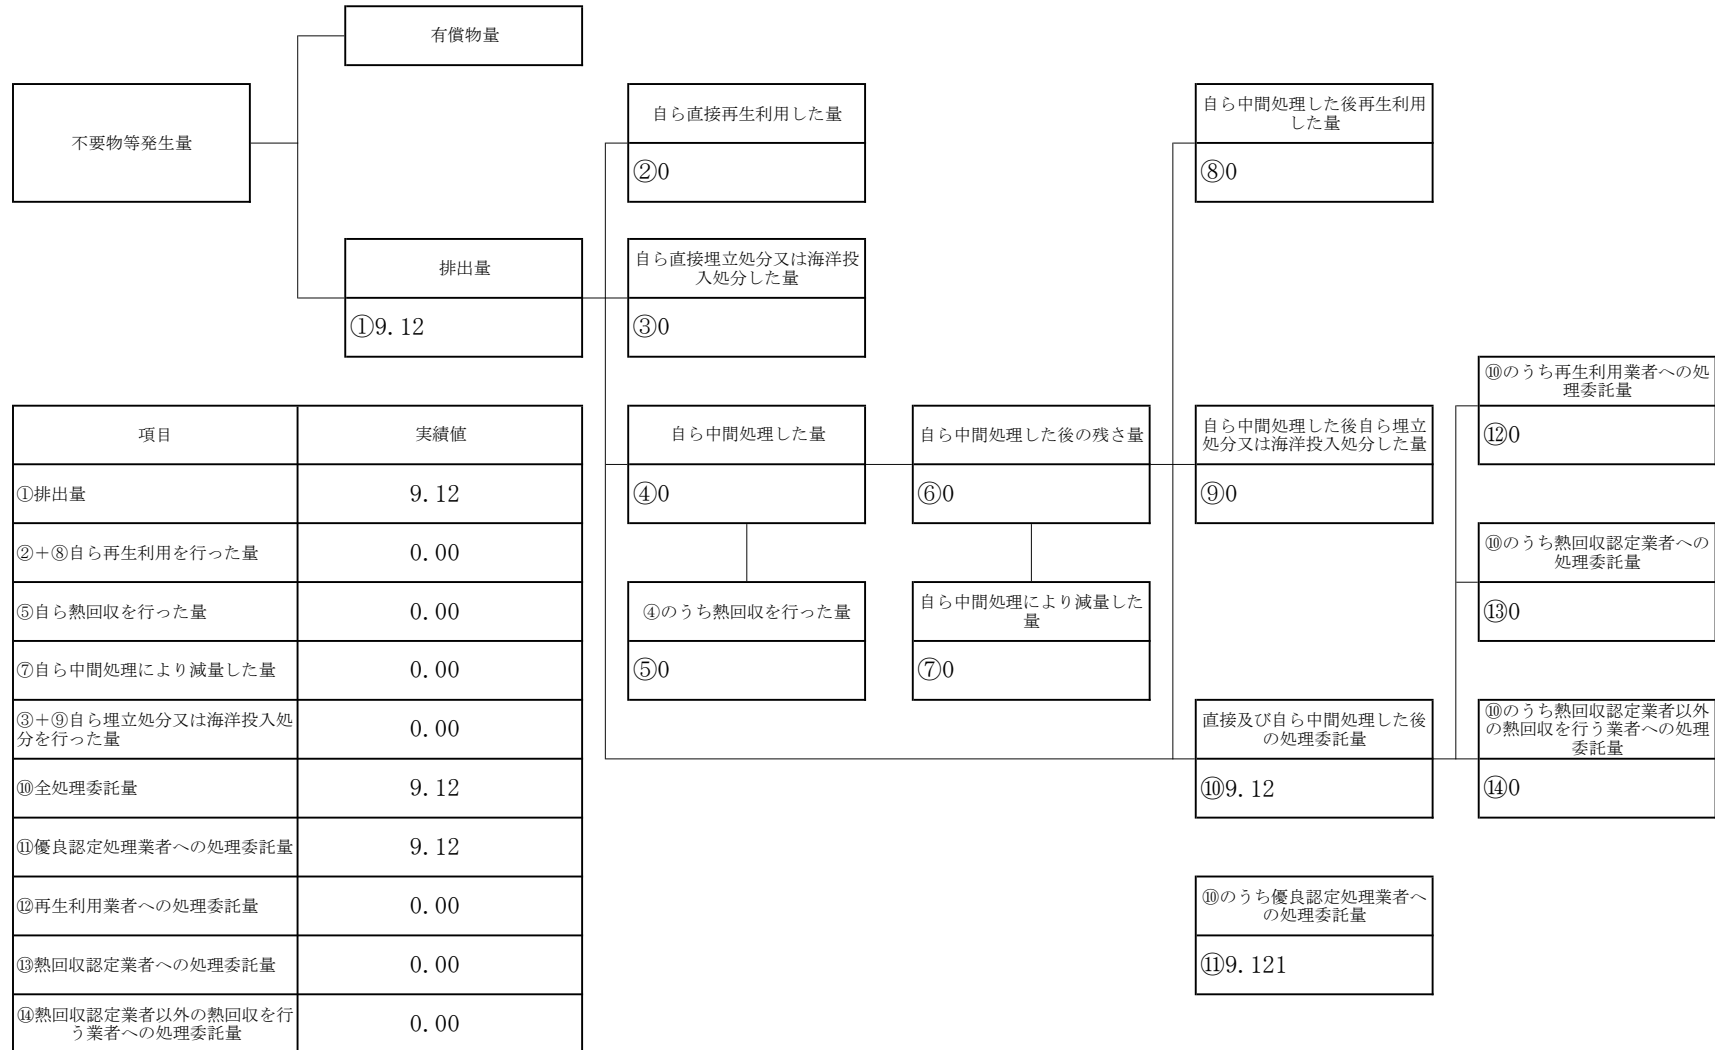 有償物量
不要物等発生量
自ら直接再生利用した量
②0
自ら中間処理した後再生利用
した量
⑧0
排出量
①9.12
自ら直接埋立処分又は海洋投
入処分した量
③0
⑩のうち再生利用業者への処
理委託量
⑫0
自ら中間処理した量
④0
自ら中間処理した後の残さ量
⑥0
自ら中間処理した後自ら埋立
処分又は海洋投入処分した量
⑨0
⑩のうち熱回収認定業者への
処理委託量
⑬0
④のうち熱回収を行った量
⑤0
自ら中間処理により減量した
量
⑦0
直接及び自ら中間処理した後
の処理委託量
⑩9.12
⑩のうち熱回収認定業者以外
の熱回収を行う業者への処理
委託量
⑭0
⑩のうち優良認定処理業者へ
の処理委託量
⑪9.121
項目 実績値
①排出量 9.12
②+⑧自ら再生利用を行った量 0.00
⑤自ら熱回収を行った量 0.00
⑦自ら中間処理により減量した量 0.00
③+⑨自ら埋立処分又は海洋投入処
分を行った量 0.00
⑩全処理委託量 9.12
⑪優良認定処理業者への処理委託量 9.12
⑫再生利用業者への処理委託量 0.00
⑬熱回収認定業者への処理委託量 0.00
⑭熱回収認定業者以外の熱回収を行
う業者への処理委託量 0.00